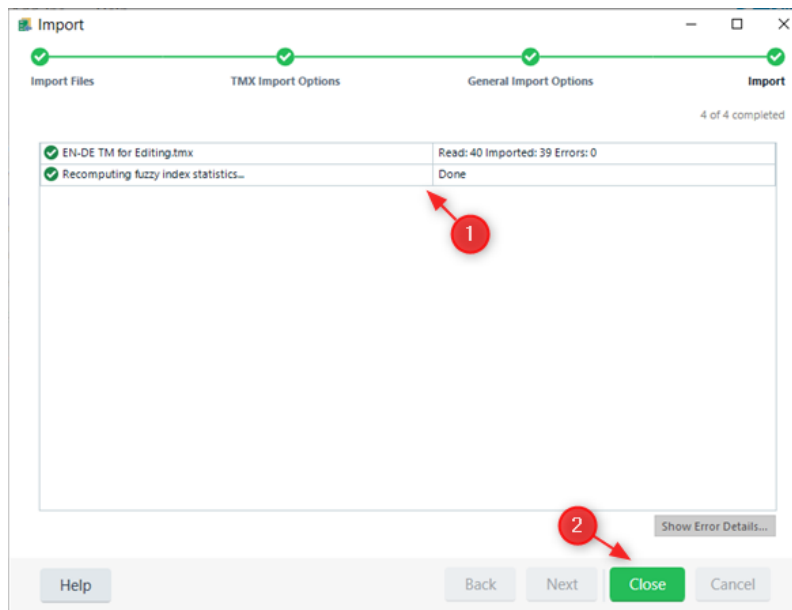 Import
Import Files TMX Import Options General Import Options Import
4 of 4 completed
EN-DE TM for Editing.tmx Read: 40 Imported: 39 Errors: 0
Recomputing fuzzy index statistics... Done
1
2
Show Error Details...
Help Back Next Close Cancel